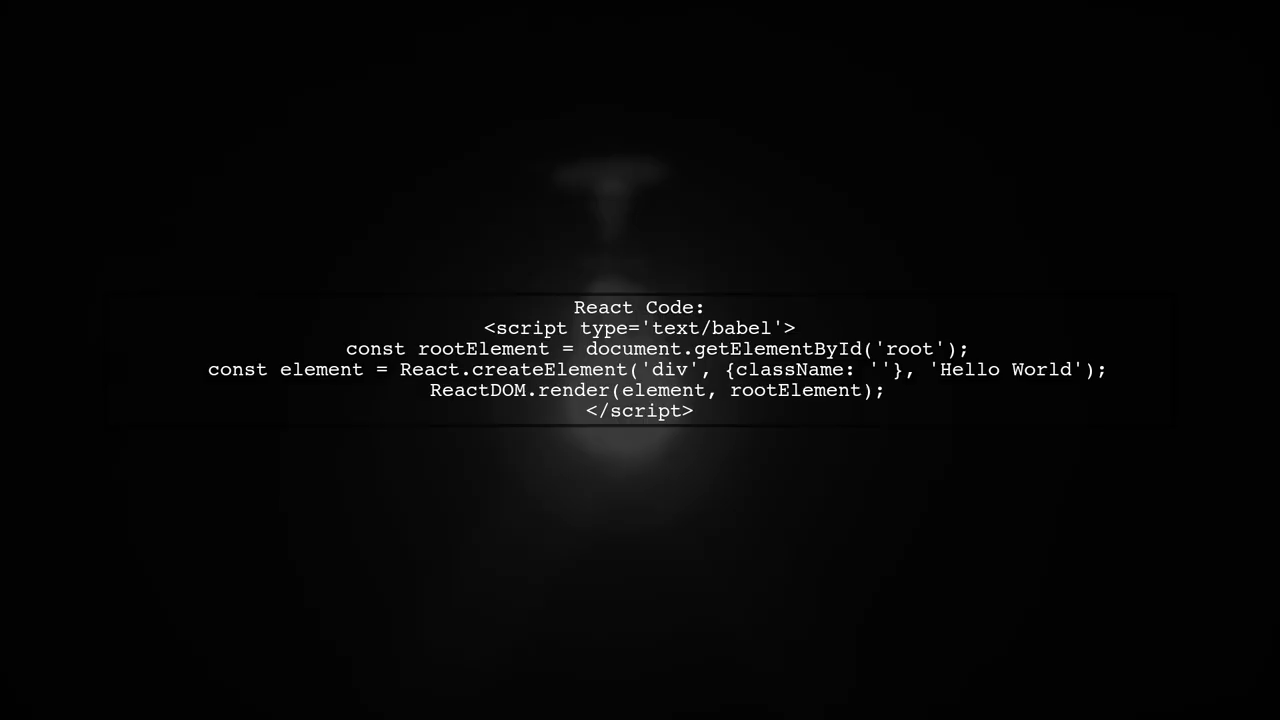 React Code:
<script type='text/babel'>
const rootElement = document.getElementById('root');
const element = React.createElement('div', {className: ''}, 'Hello World');
ReactDOM.render(element, rootElement);
</script>